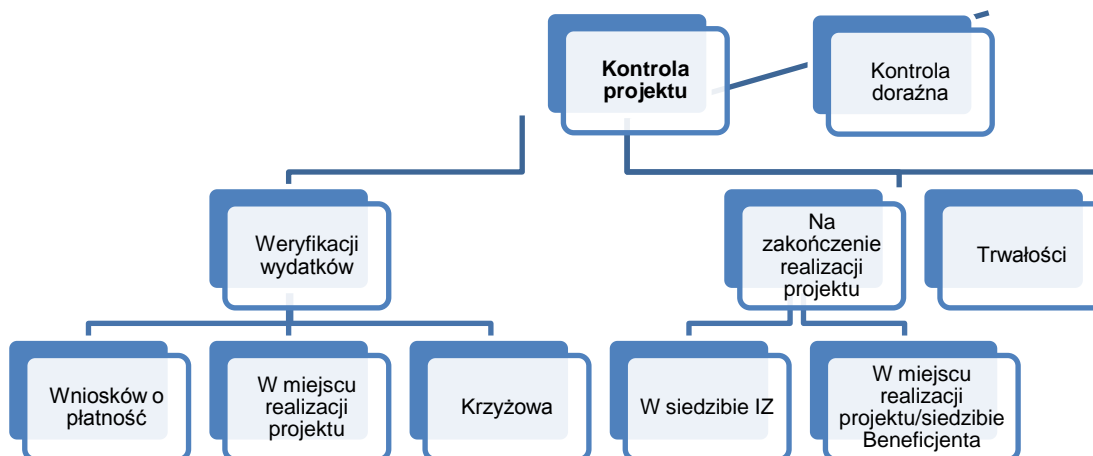 Kontrola
projektu
Kontrola
doraźna
Weryfikacji
wydatków
Na
zakończenie
realizacji
projektu
Trwałości
Wniosków o
płatność
W miejscu
realizacji
projektu
Krzyżowa
W siedzibie IZ
W miejscu
realizacji
projektu/siedzibie
Beneficjenta